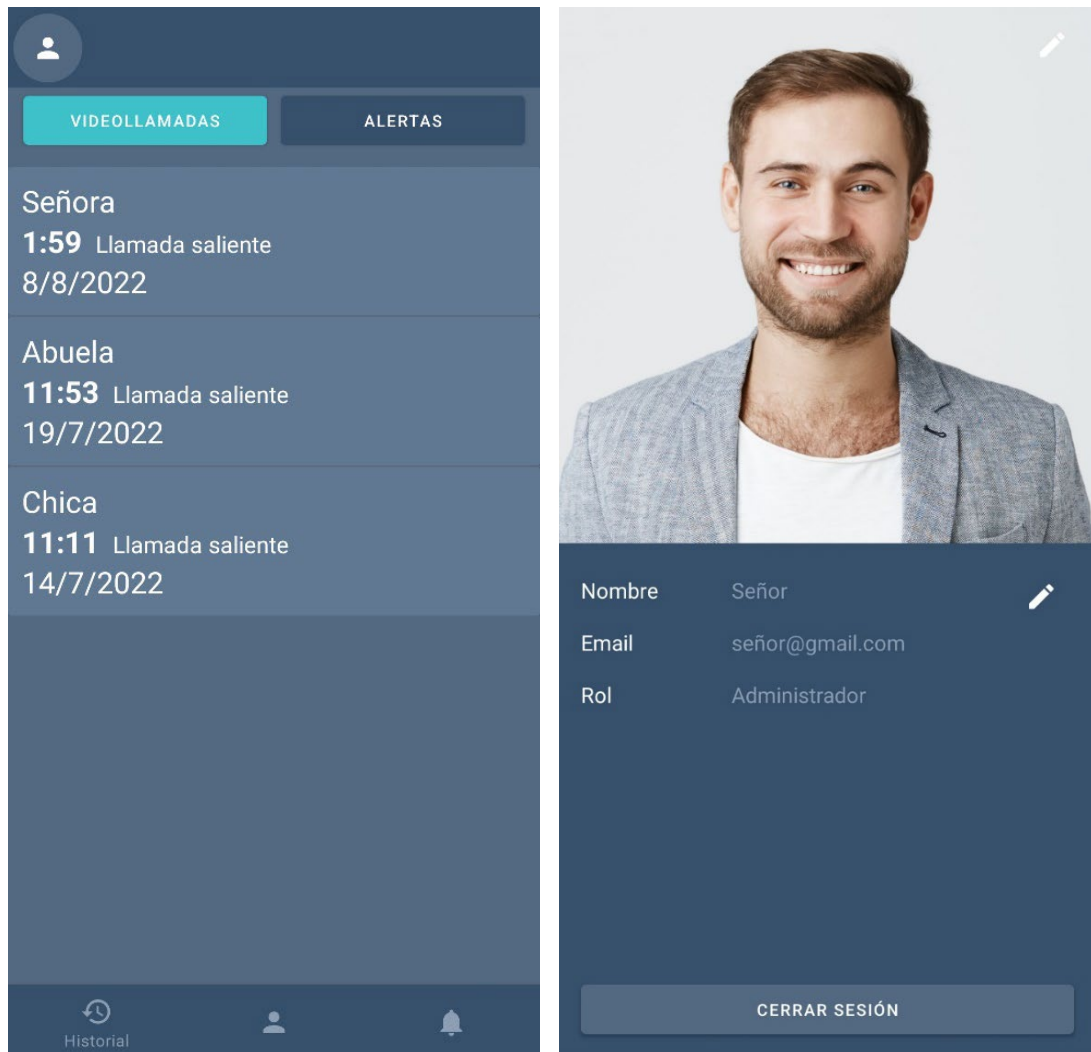 VIDEOLLAMADAS ALERTAS
Señora
1:59 Llamada saliente
8/8/2022
Abuela
11:53 Llamada saliente
19/7/2022
Chica
11:11 Llamada saliente
14/7/2022
Historial
Nombre Señor
Email señor@gmail.com
Rol Administrador
CERRAR SESIÓN